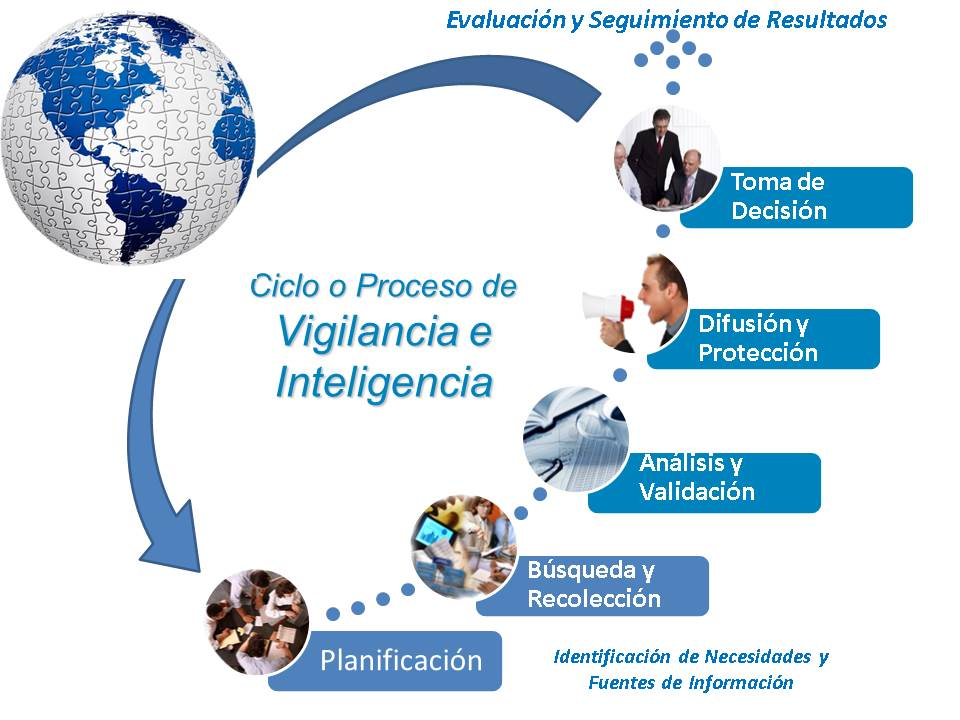 Evaluación y Seguimiento de Resultados
Toma de
Decisión
Difusión y
Protección
Ciclo o Proceso de
Vigilancia e
Inteligencia
Análisis y
Validación
Búsqueda y
Recolección
Planificación
Identificación de Necesidades y
Fuentes de Información